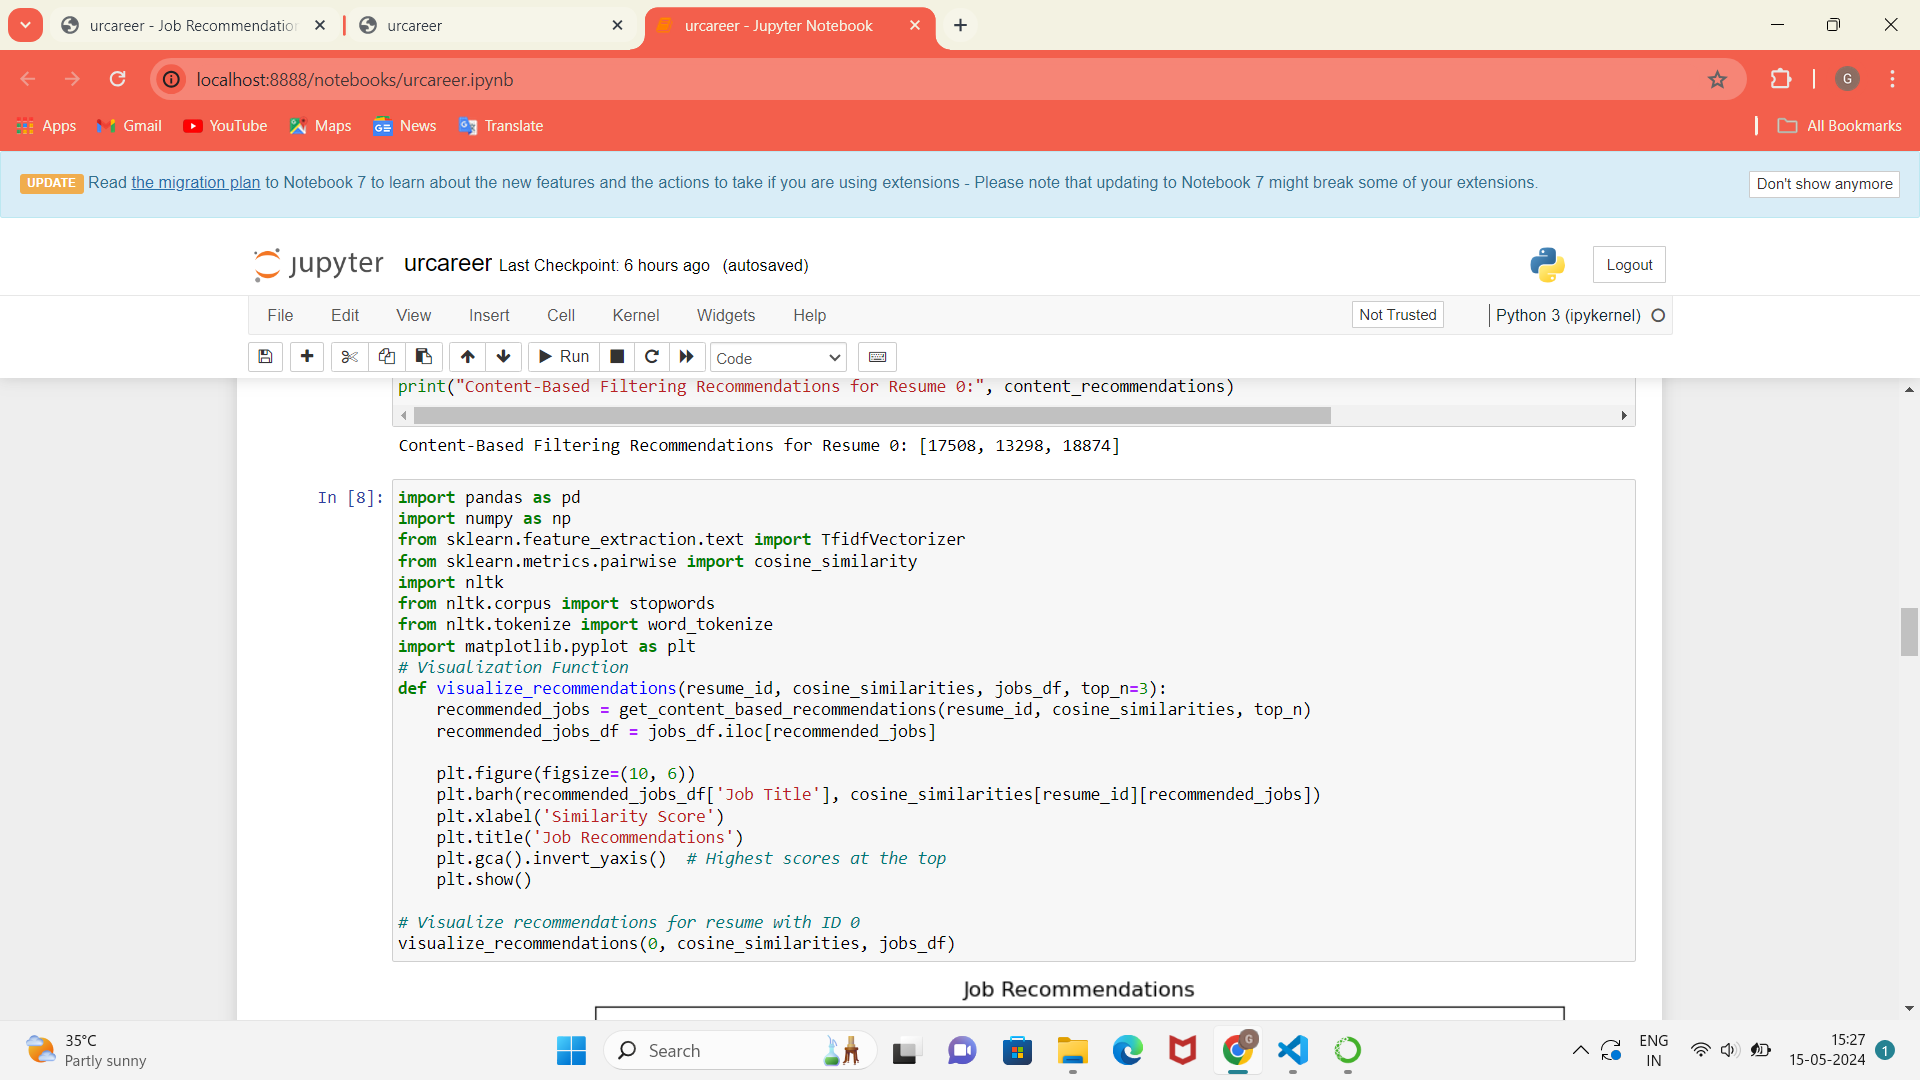 urcareer - Job Recommendation
urcareer
urcareer - Jupyter Notebook
localhost:8888/notebooks/urcareer.ipynb
G
Apps
Gmail
YouTube
Maps
News
Translate
All Bookmarks
UPDATE Read the migration plan to Notebook 7 to learn about the new features and the actions to take if you are using extensions - Please note that updating to Notebook 7 might break some of your extensions.
Don't show anymore
jupyter urcareer Last Checkpoint: 6 hours ago (autosaved)
Logout
File Edit View Insert Cell Kernel Widgets Help
Not Trusted
Python 3 (ipykernel)
Run
Code
print("Content-Based Filtering Recommendations for Resume 0:", content_recommendations)
Content-Based Filtering Recommendations for Resume 0: [17508, 13298, 18874]
In [8]:
import pandas as pd
import numpy as np
from sklearn.feature_extraction.text import TfidfVectorizer
from sklearn.metrics.pairwise import cosine_similarity
import nltk
from nltk.corpus import stopwords
from nltk.tokenize import word_tokenize
import matplotlib.pyplot as plt
# Visualization Function
def visualize_recommendations(resume_id, cosine_similarities, jobs_df, top_n=3):
    recommended_jobs = get_content_based_recommendations(resume_id, cosine_similarities, top_n)
    recommended_jobs_df = jobs_df.iloc[recommended_jobs]
    plt.figure(figsize=(10, 6))
    plt.barh(recommended_jobs_df['Job Title'], cosine_similarities[resume_id][recommended_jobs])
    plt.xlabel('Similarity Score')
    plt.title('Job Recommendations')
    plt.gca().invert_yaxis()  # Highest scores at the top
    plt.show()
# Visualize recommendations for resume with ID 0
visualize_recommendations(0, cosine_similarities, jobs_df)
Job Recommendations
35°C
Partly sunny
Search
G
ENG
IN
15:27
15-05-2024
1